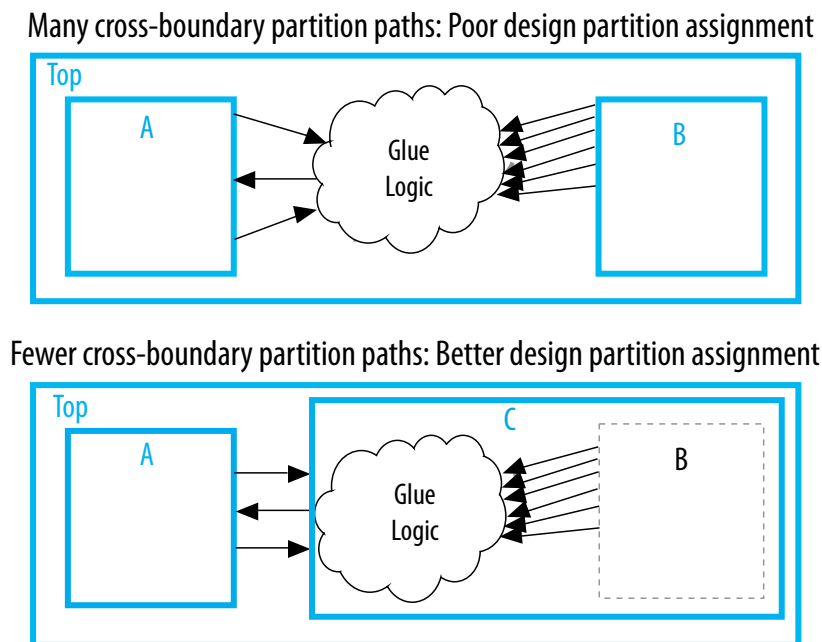 Many cross-boundary partition paths: Poor design partition assignment
Top
A
Glue
Logic
B
Fewer cross-boundary partition paths: Better design partition assignment
Top
C
A
Glue
Logic
B